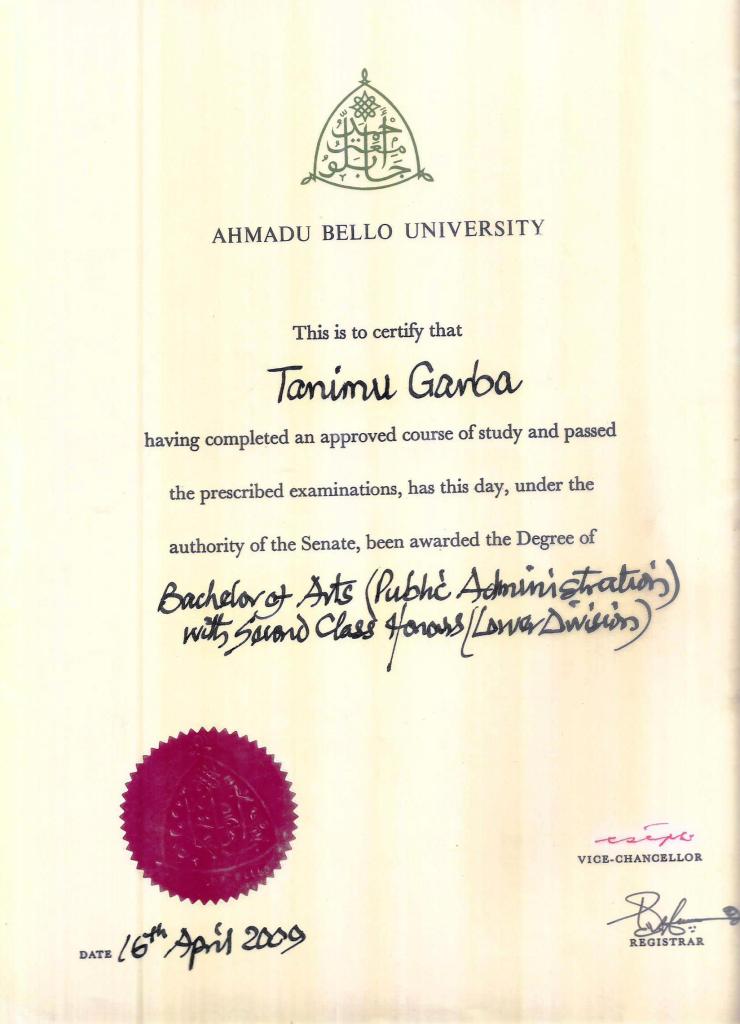 AHMADU BELLO UNIVERSITY
This is to certify that
Tanimu Garba
having completed an approved course of study and passed
the prescribed examinations, has this day, under the
authority of the Senate, been awarded the Degree of
Bachelor of Arts (Public Administration)
with Second Class Honours (Lower Division)
VICE-CHANCELLOR
REGISTRAR
DATE 16th April 2009